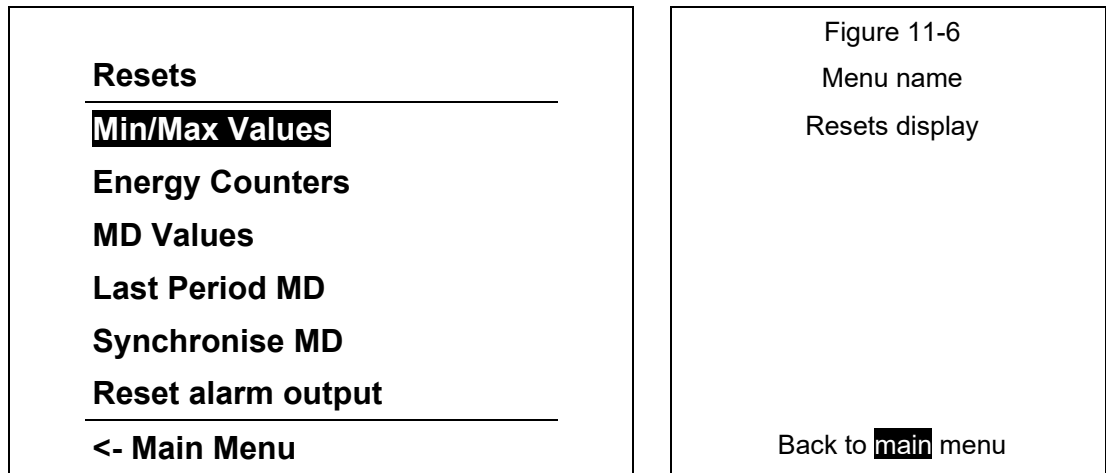 Resets
Min/Max Values
Energy Counters
MD Values
Last Period MD
Synchronise MD
Reset alarm output
<- Main Menu
Figure 11-6
Menu name
Resets display
Back to main menu